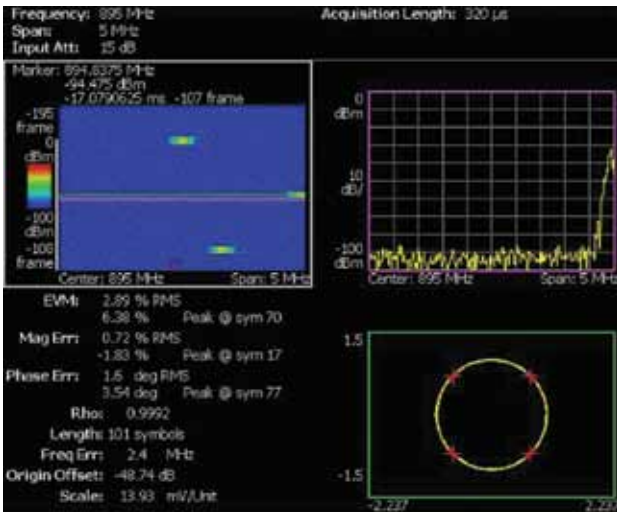 Frequency: 895 MHz
Acquisition Length: 320 µs
Span: 5 MHz
Input Att: 15 dB
Marker: 894.8375 MHz
-94.475 dBm
-17.0790625 ms -107 frame
-195
frame
0
dBm
-100
dBm
-108
frame
Center: 895 MHz
Span: 5 MHz
0
dBm
10
dB/
-100
dBm
Center: 895 MHz
Span: 5 MHz
EVM: 2.89 % RMS
6.38 % Peak @ sym 70
Mag Err: 0.72 % RMS
-1.83 % Peak @ sym 17
Phase Err: 1.6 deg RMS
3.54 deg Peak @ sym 77
Rho: 0.9992
Length: 101 symbols
Freq Err: 2.4 MHz
Origin Offset: -48.74 dB
Scale: 13.93 mV/Unit
1.5
-1.5
-2.237
2.237